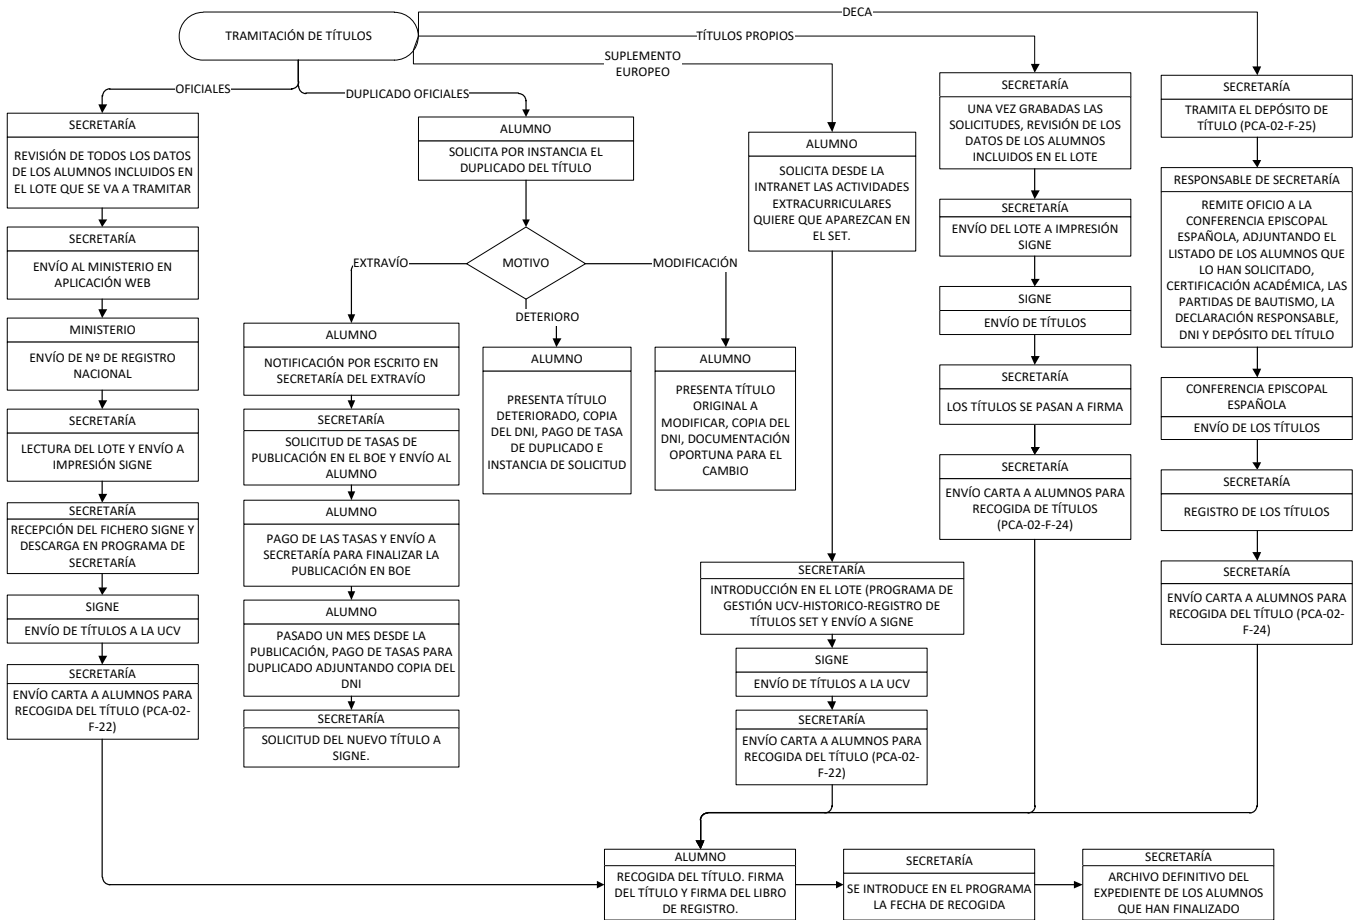 DECA
TRAMITACIÓN DE TÍTULOS
TÍTULOS PROPIOS
SUPLEMENTO
EUROPEO
OFICIALES
DUPLICADO OFICIALES
SECRETARÍA
REVISIÓN DE TODOS LOS DATOS
DE LOS ALUMNOS INCLUIDOS EN
EL LOTE QUE SE VA A TRAMITAR
SECRETARÍA
ENVÍO AL MINISTERIO EN
APLICACIÓN WEB
MINISTERIO
ENVÍO DE Nº DE REGISTRO
NACIONAL
SECRETARÍA
LECTURA DEL LOTE Y ENVÍO A
IMPRESIÓN SIGNE
SECRETARÍA
RECEPCIÓN DEL FICHERO SIGNE Y
DESCARGA EN PROGRAMA DE
SECRETARÍA
SIGNE
ENVÍO DE TÍTULOS A LA UCV
SECRETARÍA
ENVÍO CARTA A ALUMNOS PARA
RECOGIDA DEL TÍTULO (PCA-02-
F-22)
ALUMNO
SOLICITA POR INSTANCIA EL
DUPLICADO DEL TÍTULO
MOTIVO
EXTRAVÍO
MODIFICACIÓN
DETERIORO
ALUMNO
NOTIFICACIÓN POR ESCRITO EN
SECRETARÍA DEL EXTRAVÍO
SECRETARÍA
SOLICITUD DE TASAS DE
PUBLICACIÓN EN EL BOE Y ENVÍO AL
ALUMNO
ALUMNO
PAGO DE LAS TASAS Y ENVÍO A
SECRETARÍA PARA FINALIZAR LA
PUBLICACIÓN EN BOE
ALUMNO
PASADO UN MES DESDE LA
PUBLICACIÓN, PAGO DE TASAS PARA
DUPLICADO ADJUNTANDO COPIA DEL
DNI
SECRETARÍA
SOLICITUD DEL NUEVO TÍTULO A
SIGNE.
ALUMNO
PRESENTA TÍTULO
DETERIORADO, COPIA
DEL DNI, PAGO DE TASA
DE DUPLICADO E
INSTANCIA DE SOLICITUD
ALUMNO
PRESENTA TÍTULO
ORIGINAL A
MODIFICAR, COPIA DEL
DNI, DOCUMENTACIÓN
OPORTUNA PARA EL
CAMBIO
ALUMNO
SOLICITA DESDE LA
INTRANET LAS ACTIVIDADES
EXTRACURRICULARES
QUIERE QUE APAREZCAN EN
EL SET.
SECRETARÍA
INTRODUCCIÓN EN EL LOTE (PROGRAMA DE
GESTIÓN UCV-HISTORICO-REGISTRO DE
TÍTULOS SET Y ENVÍO A SIGNE
SIGNE
ENVÍO DE TÍTULOS A LA UCV
SECRETARÍA
ENVÍO CARTA A ALUMNOS PARA
RECOGIDA DEL TÍTULO (PCA-02-
F-22)
SECRETARÍA
UNA VEZ GRABADAS LAS
SOLICITUDES, REVISIÓN DE LOS
DATOS DE LOS ALUMNOS
INCLUIDOS EN EL LOTE
SECRETARÍA
ENVÍO DEL LOTE A IMPRESIÓN
SIGNE
SIGNE
ENVÍO DE TÍTULOS
SECRETARÍA
LOS TÍTULOS SE PASAN A FIRMA
SECRETARÍA
ENVÍO CARTA A ALUMNOS PARA
RECOGIDA DE TÍTULOS
(PCA-02-F-24)
SECRETARÍA
TRAMITA EL DEPÓSITO DE
TÍTULO (PCA-02-F-25)
RESPONSABLE DE SECRETARÍA
REMITE OFICIO A LA
CONFERENCIA EPISCOPAL
ESPAÑOLA, ADJUNTANDO EL
LISTADO DE LOS ALUMNOS QUE
LO HAN SOLICITADO,
CERTIFICACIÓN ACADÉMICA, LAS
PARTIDAS DE BAUTISMO, LA
DECLARACIÓN RESPONSABLE,
DNI Y DEPÓSITO DEL TÍTULO
CONFERENCIA EPISCOPAL
ESPAÑOLA
ENVÍO DE LOS TÍTULOS
SECRETARÍA
REGISTRO DE LOS TÍTULOS
SECRETARÍA
ENVÍO CARTA A ALUMNOS PARA
RECOGIDA DEL TÍTULO (PCA-02-
F-24)
ALUMNO
RECOGIDA DEL TÍTULO. FIRMA
DEL TÍTULO Y FIRMA DEL LIBRO
DE REGISTRO.
SECRETARÍA
SE INTRODUCE EN EL PROGRAMA
LA FECHA DE RECOGIDA
SECRETARÍA
ARCHIVO DEFINITIVO DEL
EXPEDIENTE DE LOS ALUMNOS
QUE HAN FINALIZADO